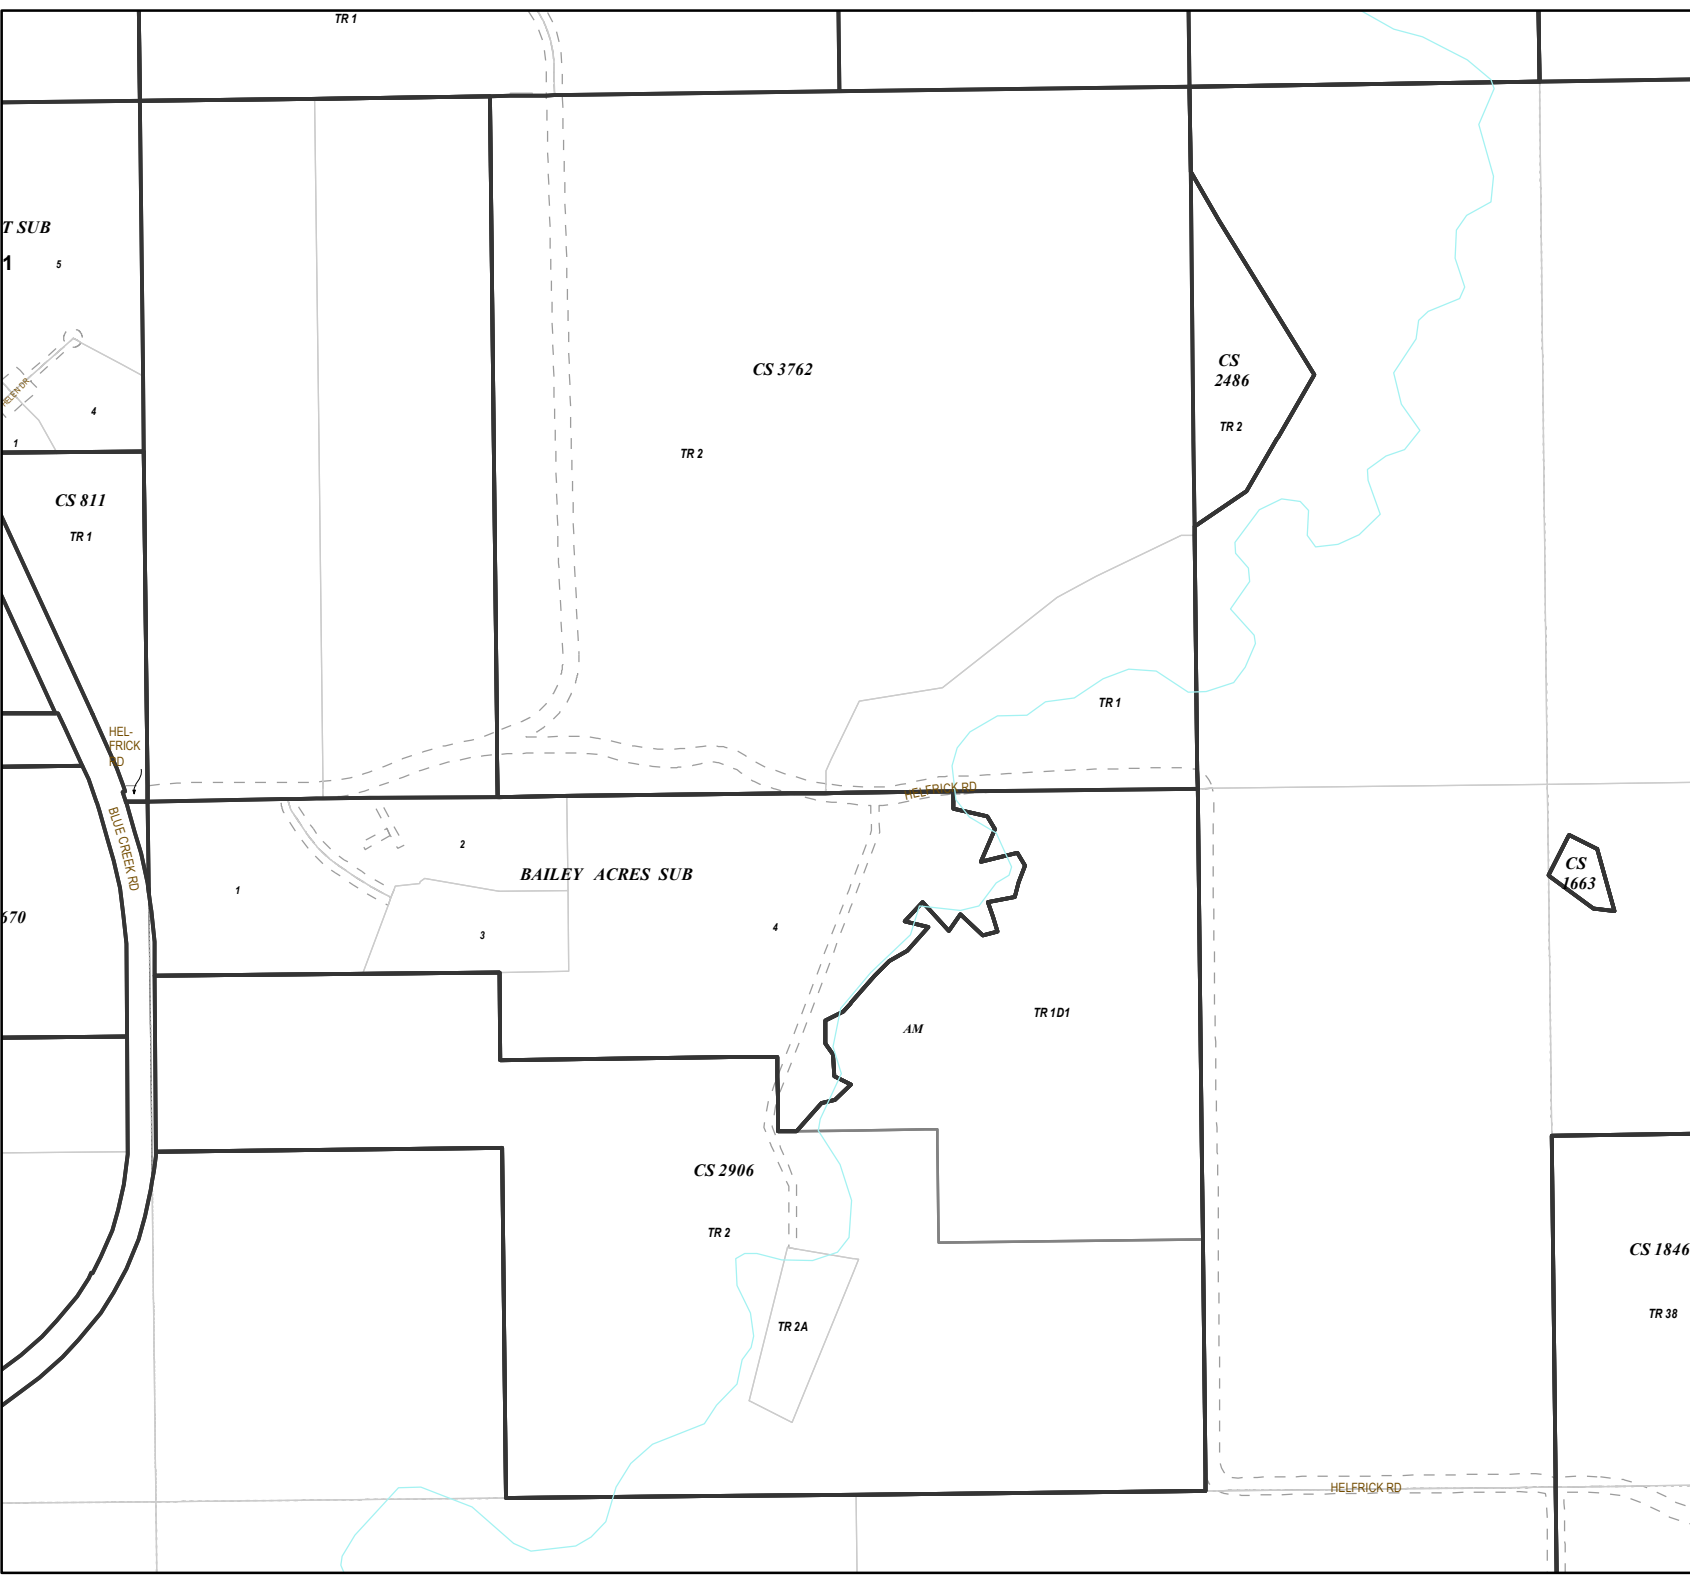 TR 1
T SUB
1
5
HELEN DR
4
1
CS 811
TR 1
CS 3762
TR 2
CS
2486
TR 2
TR 1
HEL-
FRICK
RD
BLUE CREEK RD
HELFRICK RD
2
BAILEY ACRES SUB
1
3
4
670
CS
1663
AM
TR 1D1
CS 2906
TR 2
TR 2A
CS 1846
TR 38
HELFRICK RD